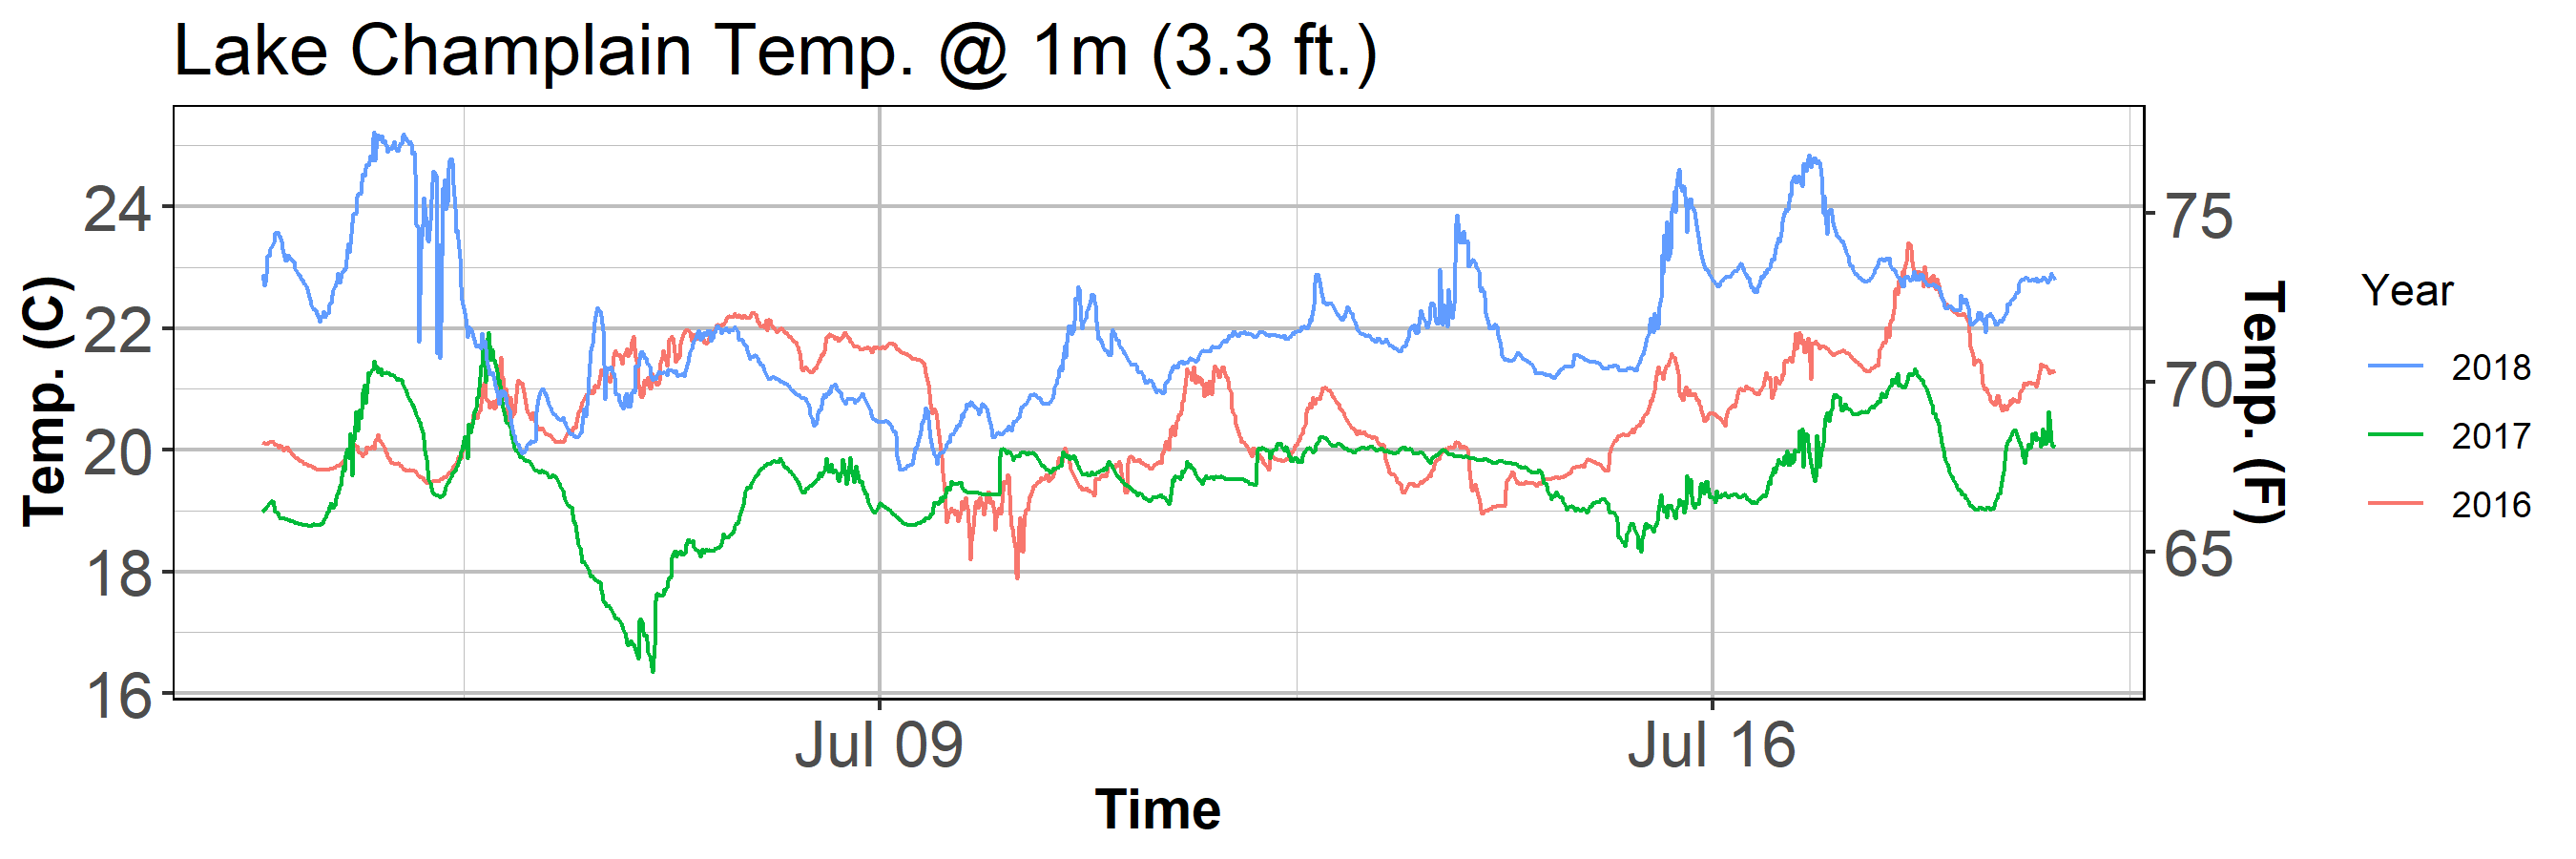 Lake Champlain Temp. @ 1m (3.3 ft.)
Temp. (C)
24
22
20
18
16
75
70
65
Temp. (F)
Jul 09
Jul 16
Time
Year
2018
2017
2016